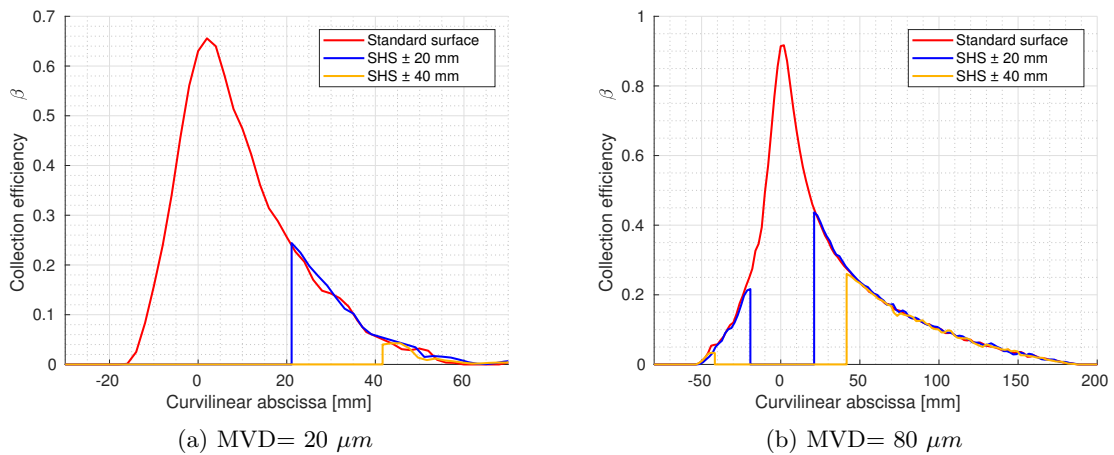 0.7
0.6
0.5
0.4
0.3
0.2
0.1
0
-20
0
20
40
60
Collection efficiency β
Curvilinear abscissa [mm]
Standard surface
SHS ± 20 mm
SHS ± 40 mm
(a) MVD= 20 μm
1
0.8
0.6
0.4
0.2
0
-50
0
50
100
150
200
Collection efficiency β
Curvilinear abscissa [mm]
Standard surface
SHS ± 20 mm
SHS ± 40 mm
(b) MVD= 80 μm